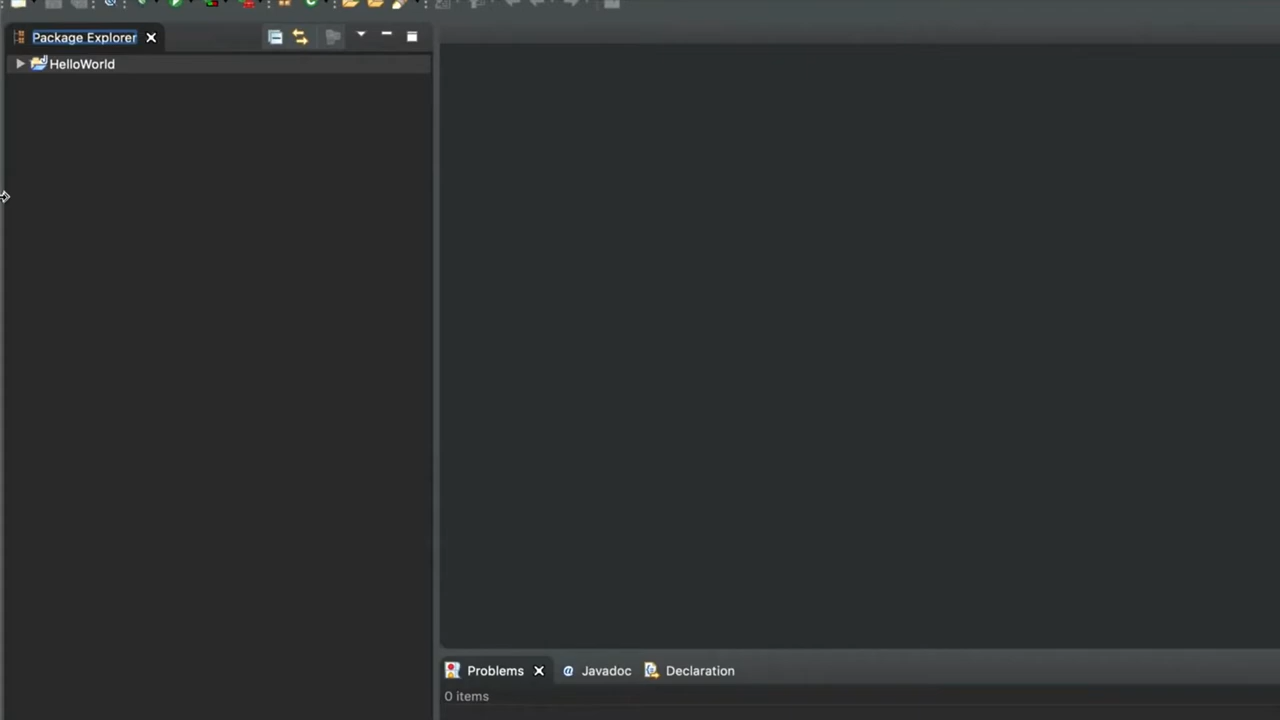 Package Explorer
HelloWorld
Problems Javadoc Declaration
0 items